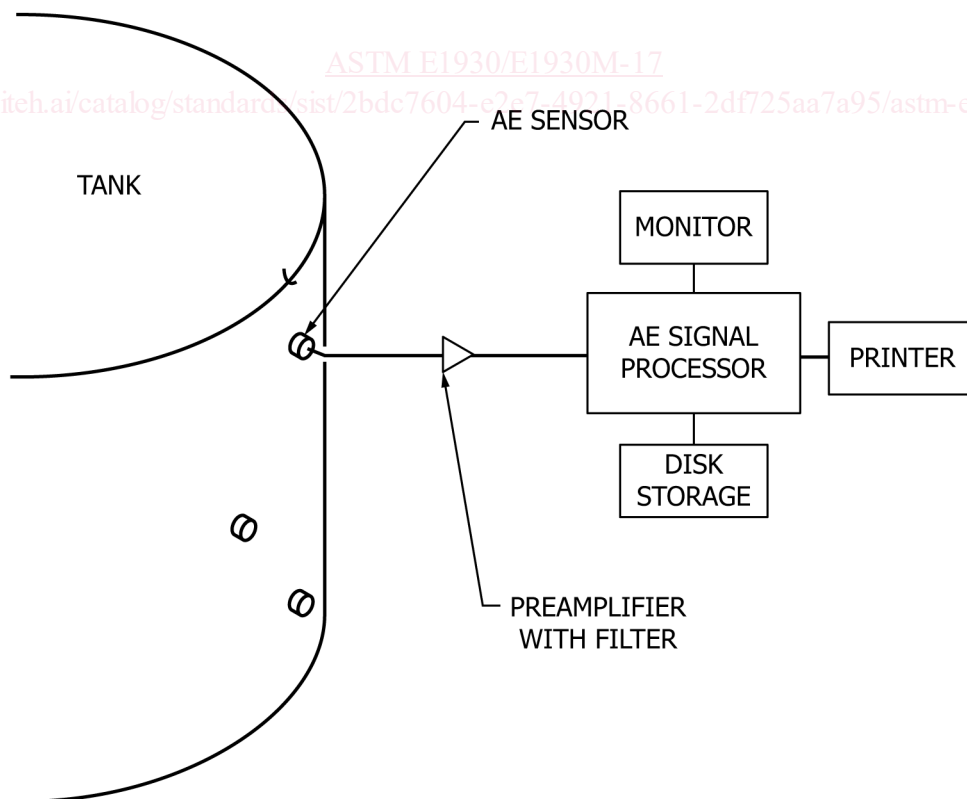 ASTM E1930/E1930M-17
iteh.ai/catalog/standards/sist/2bdc7604-e2e7-4921-8661-2df725aa7a95/astm-e
AE SENSOR
TANK
MONITOR
AE SIGNAL
PROCESSOR
PRINTER
DISK
STORAGE
PREAMPLIFIER
WITH FILTER